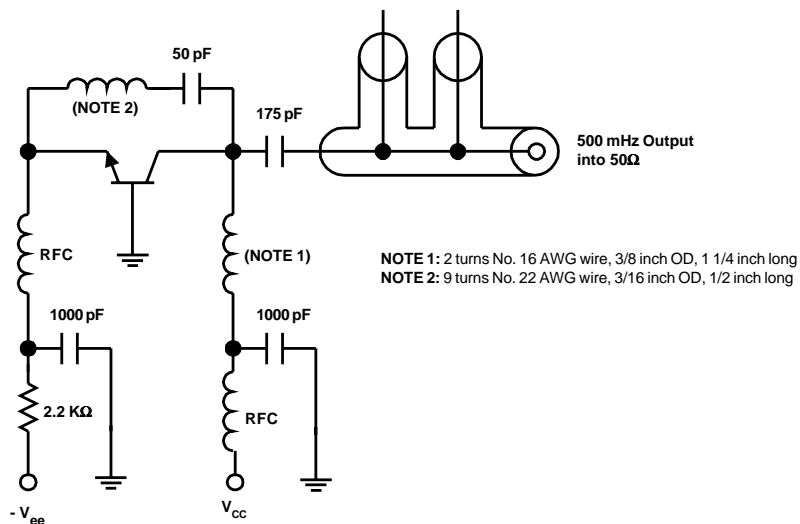 50 pF
(NOTE 2)
175 pF
500 mHz Output
into 50Ω
RFC
(NOTE 1)
NOTE 1: 2 turns No. 16 AWG wire, 3/8 inch OD, 1 1/4 inch long
NOTE 2: 9 turns No. 22 AWG wire, 3/16 inch OD, 1/2 inch long
1000 pF
1000 pF
2.2 KΩ
RFC
- Vee
VCC